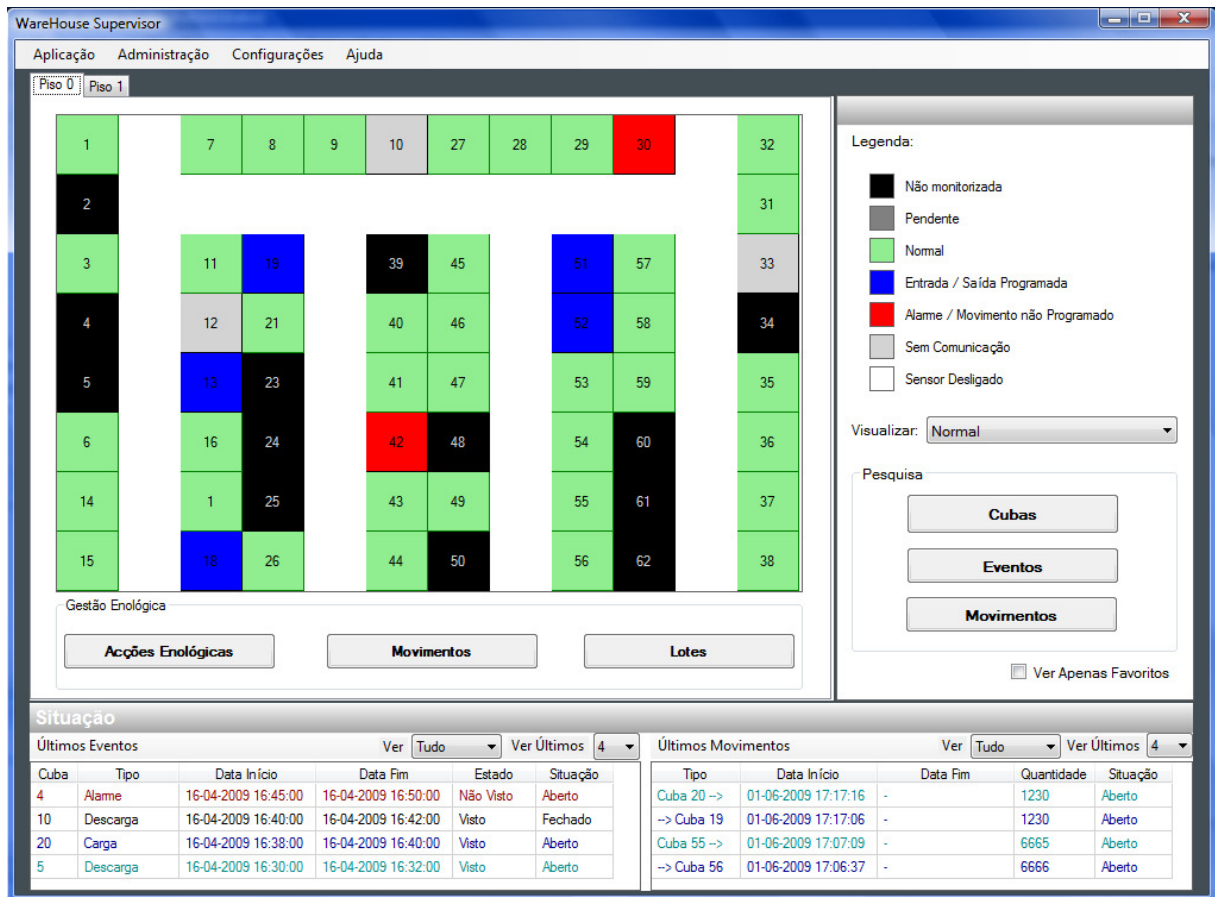 WareHouse Supervisor
Aplicação Administração Configurações Ajuda
Piso 0 Piso 1
1 7 8 9 10 27 28 29 30 32
2 31
3 11 19 39 45 51 57 33
4 12 21 40 46 52 58 34
5 13 23 41 47 53 59 35
6 16 24 42 48 54 60 36
14 1 25 43 49 55 61 37
15 18 26 44 50 56 62 38
Gestão Enológica
Acções Enológicas Movimentos Lotes
Legenda:
Não monitorizada
Pendente
Normal
Entrada / Saída Programada
Alarme / Movimento não Programado
Sem Comunicação
Sensor Desligado
Visualizar: Normal
Pesquisa
Cubas
Eventos
Movimentos
Ver Apenas Favoritos
Situação
Últimos Eventos Ver Tudo Ver Últimos 4
Cuba Tipo Data Início Data Fim Estado Situação
4 Alarme 16-04-2009 16:45:00 16-04-2009 16:50:00 Não Visto Aberto
10 Descarga 16-04-2009 16:40:00 16-04-2009 16:42:00 Visto Fechado
20 Carga 16-04-2009 16:38:00 16-04-2009 16:40:00 Visto Aberto
5 Descarga 16-04-2009 16:30:00 16-04-2009 16:32:00 Visto Aberto
Últimos Movimentos Ver Tudo Ver Últimos 4
Tipo Data Início Data Fim Quantidade Situação
Cuba 20 --> 01-06-2009 17:17:16 - 1230 Aberto
--> Cuba 19 01-06-2009 17:17:06 - 1230 Aberto
Cuba 55 --> 01-06-2009 17:07:09 - 6665 Aberto
--> Cuba 56 01-06-2009 17:06:37 - 6666 Aberto